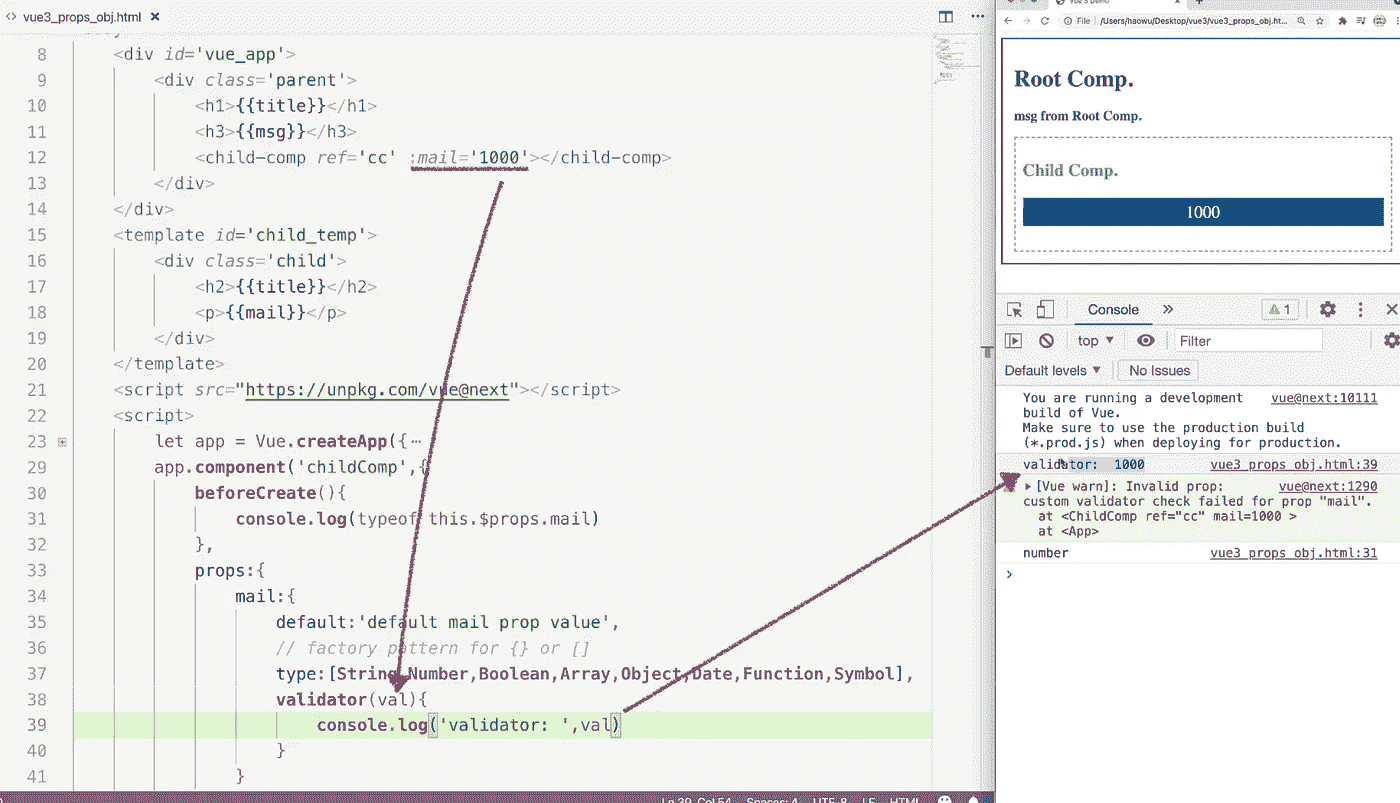 <> vue3_props_obj.html ×
8 <div id='vue_app'>
9 <div class='parent'>
10 <h1>{{title}}</h1>
11 <h3>{{msg}}</h3>
12 <child-comp ref='cc' :mail='1000'></child-comp>
13 </div>
14 </div>
15 <template id='child_temp'>
16 <div class='child'>
17 <h2>{{title}}</h2>
18 <p>{{mail}}</p>
19 </div>
20 </template>
21 <script src="https://unpkg.com/vue@next"></script>
22 <script>
23 let app = Vue.createApp({⋯
29 app.component('childComp',{
30 beforeCreate(){
31 console.log(typeof this.$props.mail)
32 },
33 props:{
34 mail:{
35 default:'default mail prop value',
36 // factory pattern for {} or []
37 type:[String,Number,Boolean,Array,Object,Date,Function,Symbol],
38 validator(val){
39 console.log('validator: ',val)
40 }
41 }
Ln 39, Col 54 Spaces: 4 UTF-8 LF HTML
Vue 3 Demo
File /Users/haowu/Desktop/vue3/vue3_props_obj.ht...
Root Comp.
msg from Root Comp.
Child Comp.
1000
Console » 1
top ▼ Filter
Default levels ▼ No Issues
You are running a development vue@next:10111
build of Vue.
Make sure to use the production build
(*.prod.js) when deploying for production.
validator: 1000 vue3_props_obj.html:39
[Vue warn]: Invalid prop: vue@next:1290
custom validator check failed for prop "mail".
at <ChildComp ref="cc" mail=1000 >
at <App>
number vue3_props_obj.html:31